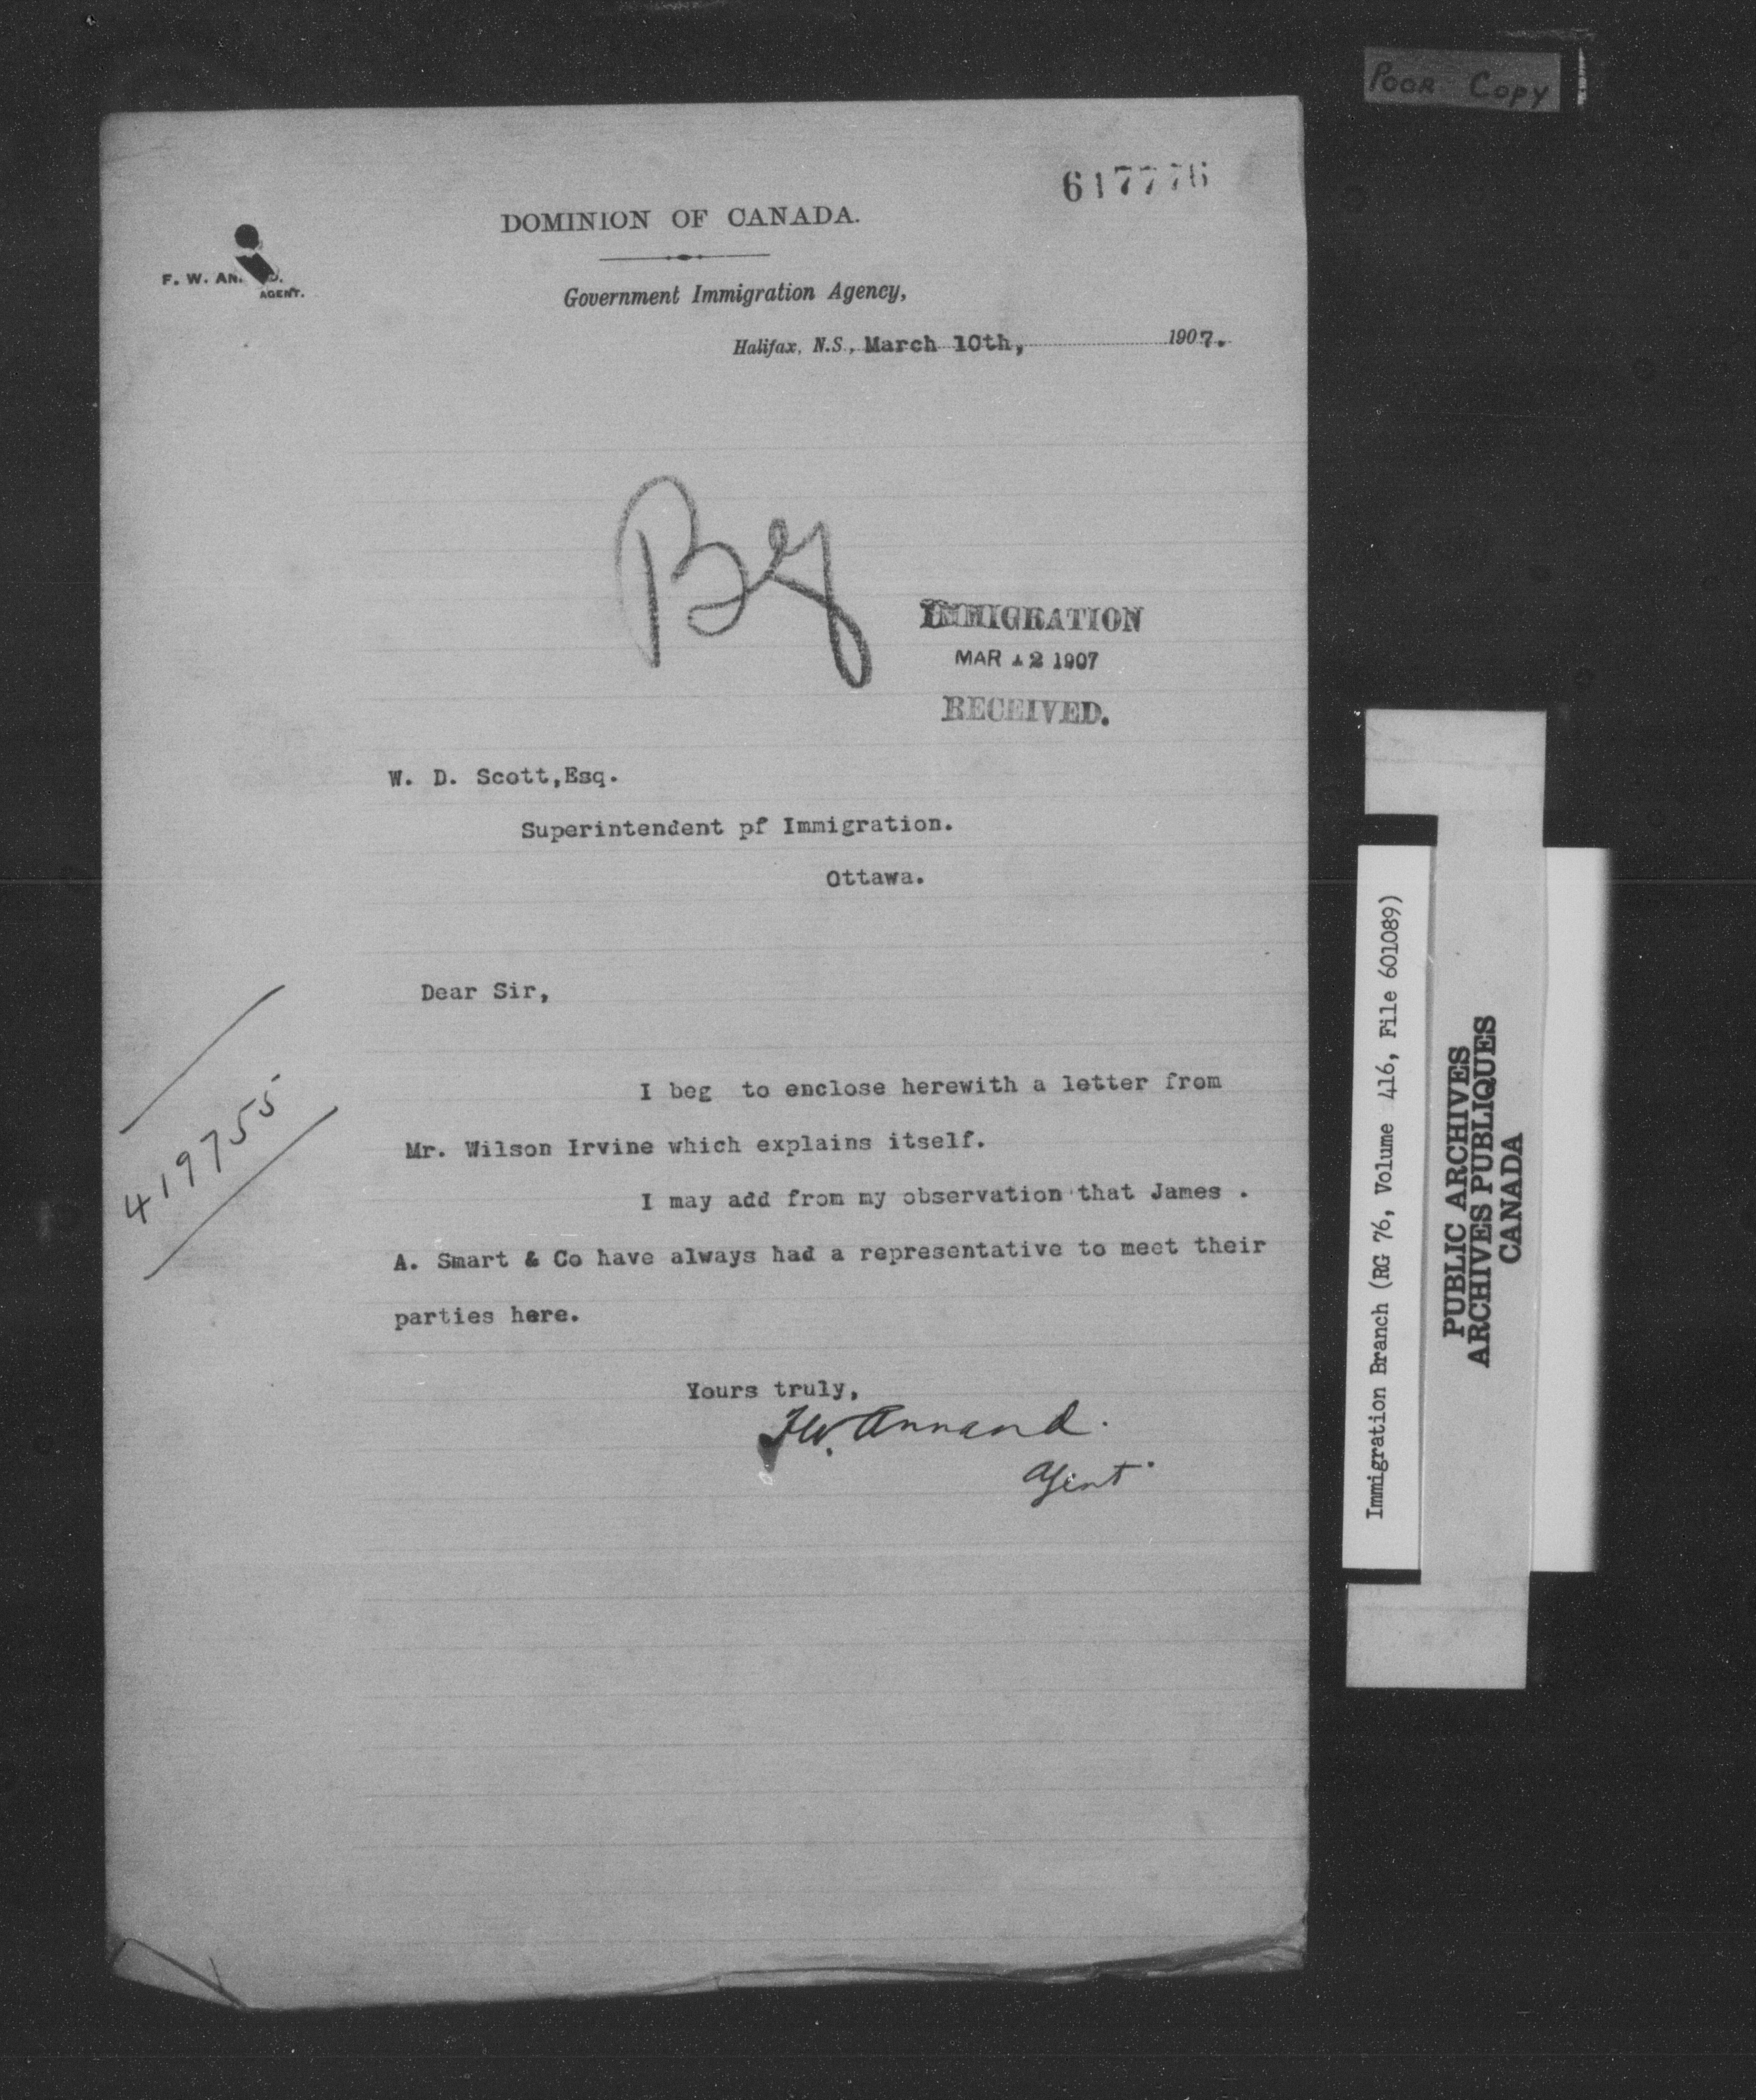 POOR COPY
617776
DOMINION OF CANADA.
F. W. AN. D.
AGENT.
Government Immigration Agency,
Halifax, N.S., March 10th, 1907.
IMMIGRATION
MAR 12 1907
RECEIVED.
W. D. Scott,Esq.
Superintendent pf Immigration.
Ottawa.
Dear Sir,
419755
I beg to enclose herewith a letter from
Mr. Wilson Irvine which explains itself.
I may add from my observation that James .
A. Smart & Co have always had a representative to meet their
parties here.
Yours truly,
F.W. Annand.
Agent.
Immigration Branch (RG 76, Volume 416, File 601089)
PUBLIC ARCHIVES
ARCHIVES PUBLIQUES
CANADA